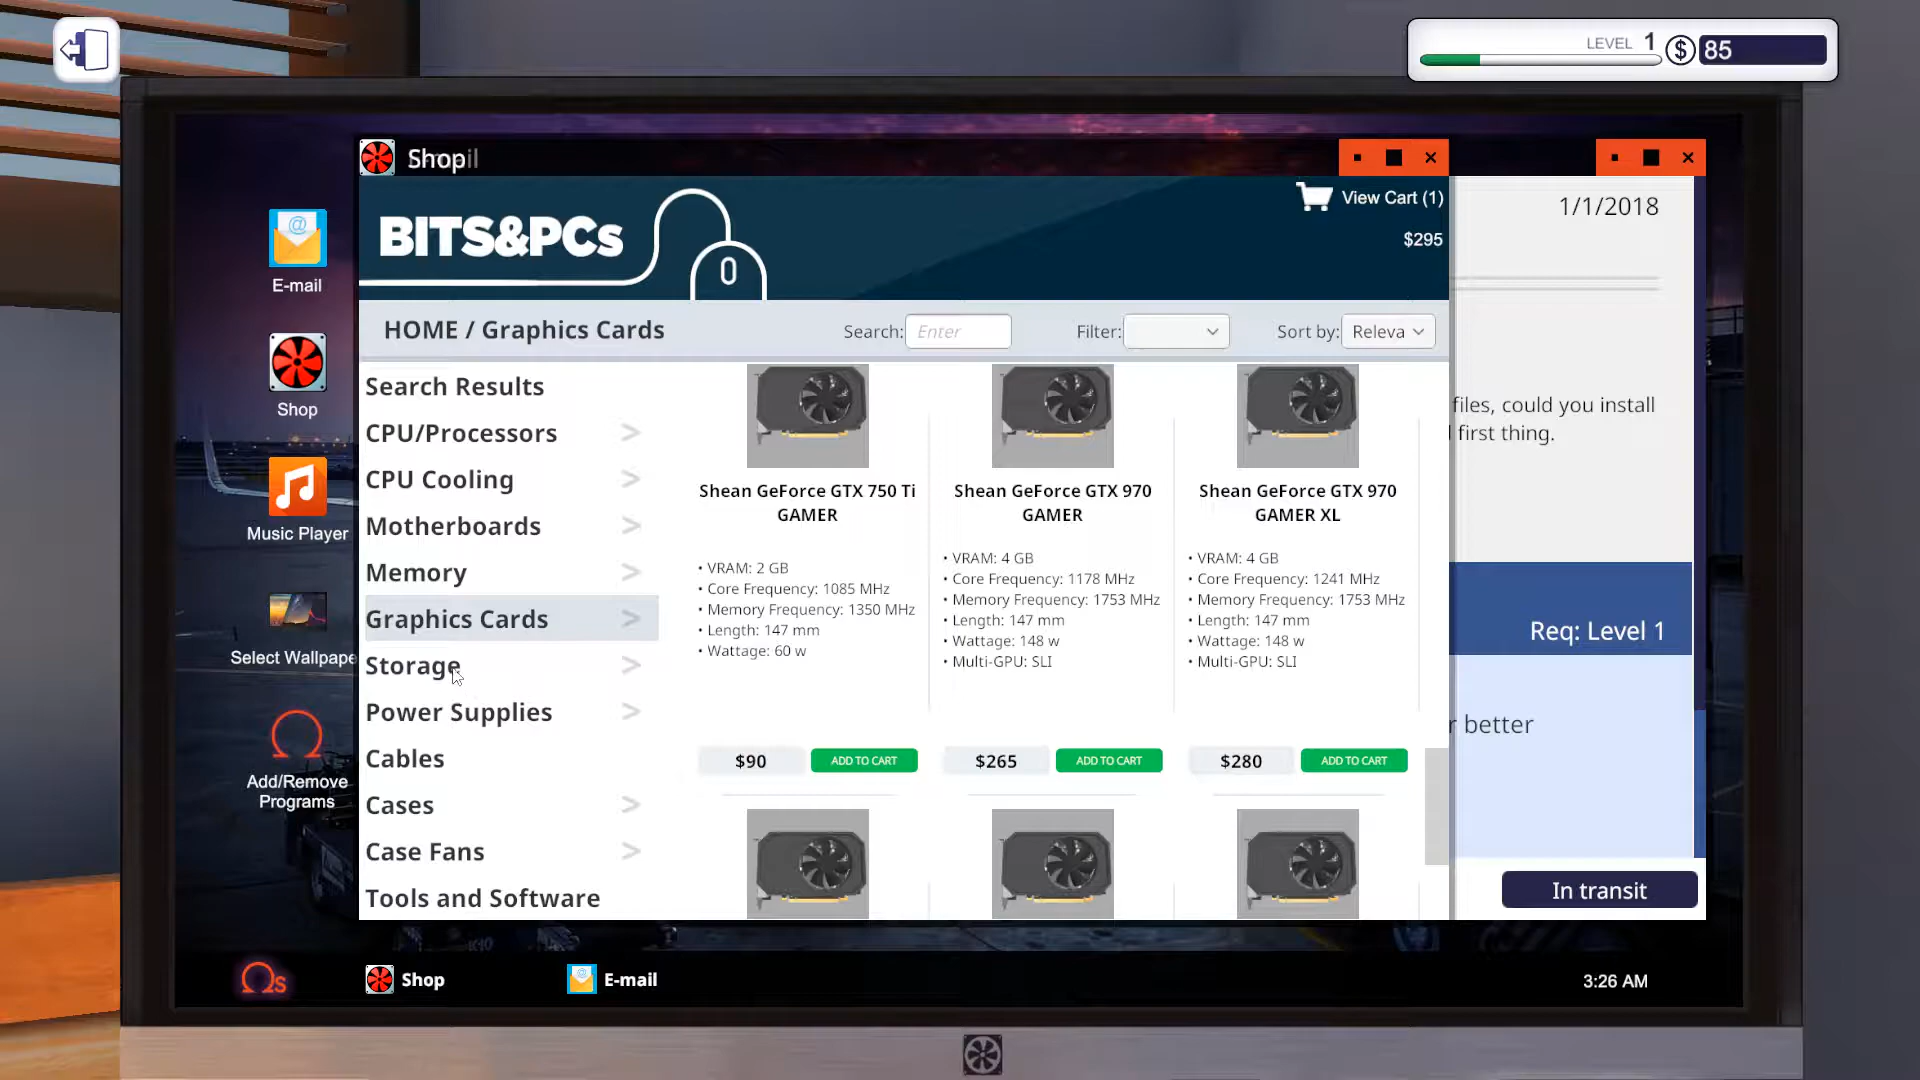 LEVEL 1
$ 85
Shop
1/1/2018
View Cart (1)
BITS&PCs
$295
HOME / Graphics Cards
Search: Enter
Filter:
Sort by: Releva
Search Results
CPU/Processors >
CPU Cooling >
Motherboards >
Memory >
Graphics Cards >
Storage >
Power Supplies >
Cables
Cases >
Case Fans >
Tools and Software
Shean GeForce GTX 750 Ti
GAMER
• VRAM: 2 GB
• Core Frequency: 1085 MHz
• Memory Frequency: 1350 MHz
• Length: 147 mm
• Wattage: 60 w
$90
ADD TO CART
Shean GeForce GTX 970
GAMER
• VRAM: 4 GB
• Core Frequency: 1178 MHz
• Memory Frequency: 1753 MHz
• Length: 147 mm
• Wattage: 148 w
• Multi-GPU: SLI
$265
ADD TO CART
Shean GeForce GTX 970
GAMER XL
• VRAM: 4 GB
• Core Frequency: 1241 MHz
• Memory Frequency: 1753 MHz
• Length: 147 mm
• Wattage: 148 w
• Multi-GPU: SLI
$280
ADD TO CART
files, could you install
first thing.
Req: Level 1
better
In transit
E-mail
Shop
Music Player
Select Wallpape
Add/Remove
Programs
Ωs
Shop
E-mail
3:26 AM